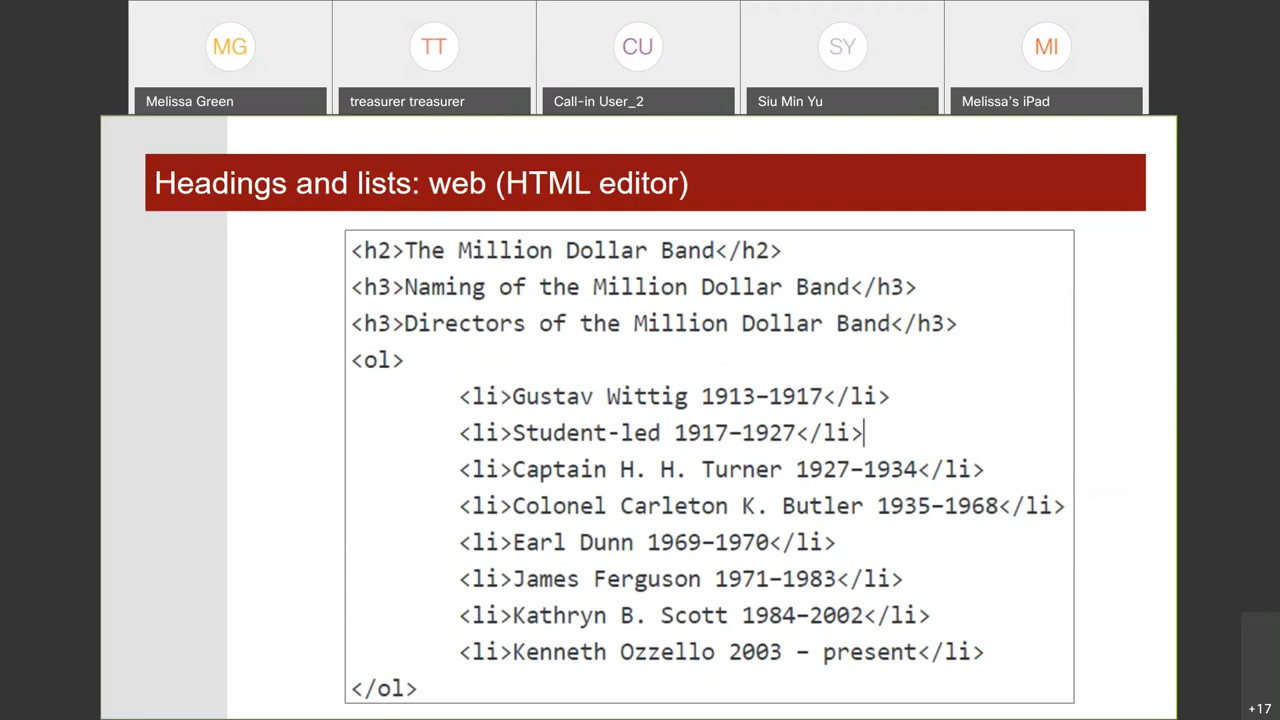 MG
TT
CU
SY
MI
Melissa Green
treasurer treasurer
Call-in User_2
Siu Min Yu
Melissa's iPad
Headings and lists: web (HTML editor)
<h2>The Million Dollar Band</h2>
<h3>Naming of the Million Dollar Band</h3>
<h3>Directors of the Million Dollar Band</h3>
<ol>
<li>Gustav Wittig 1913–1917</li>
<li>Student-led 1917–1927</li>
<li>Captain H. H. Turner 1927–1934</li>
<li>Colonel Carleton K. Butler 1935–1968</li>
<li>Earl Dunn 1969–1970</li>
<li>James Ferguson 1971–1983</li>
<li>Kathryn B. Scott 1984–2002</li>
<li>Kenneth Ozzello 2003 – present</li>
</ol>
+17